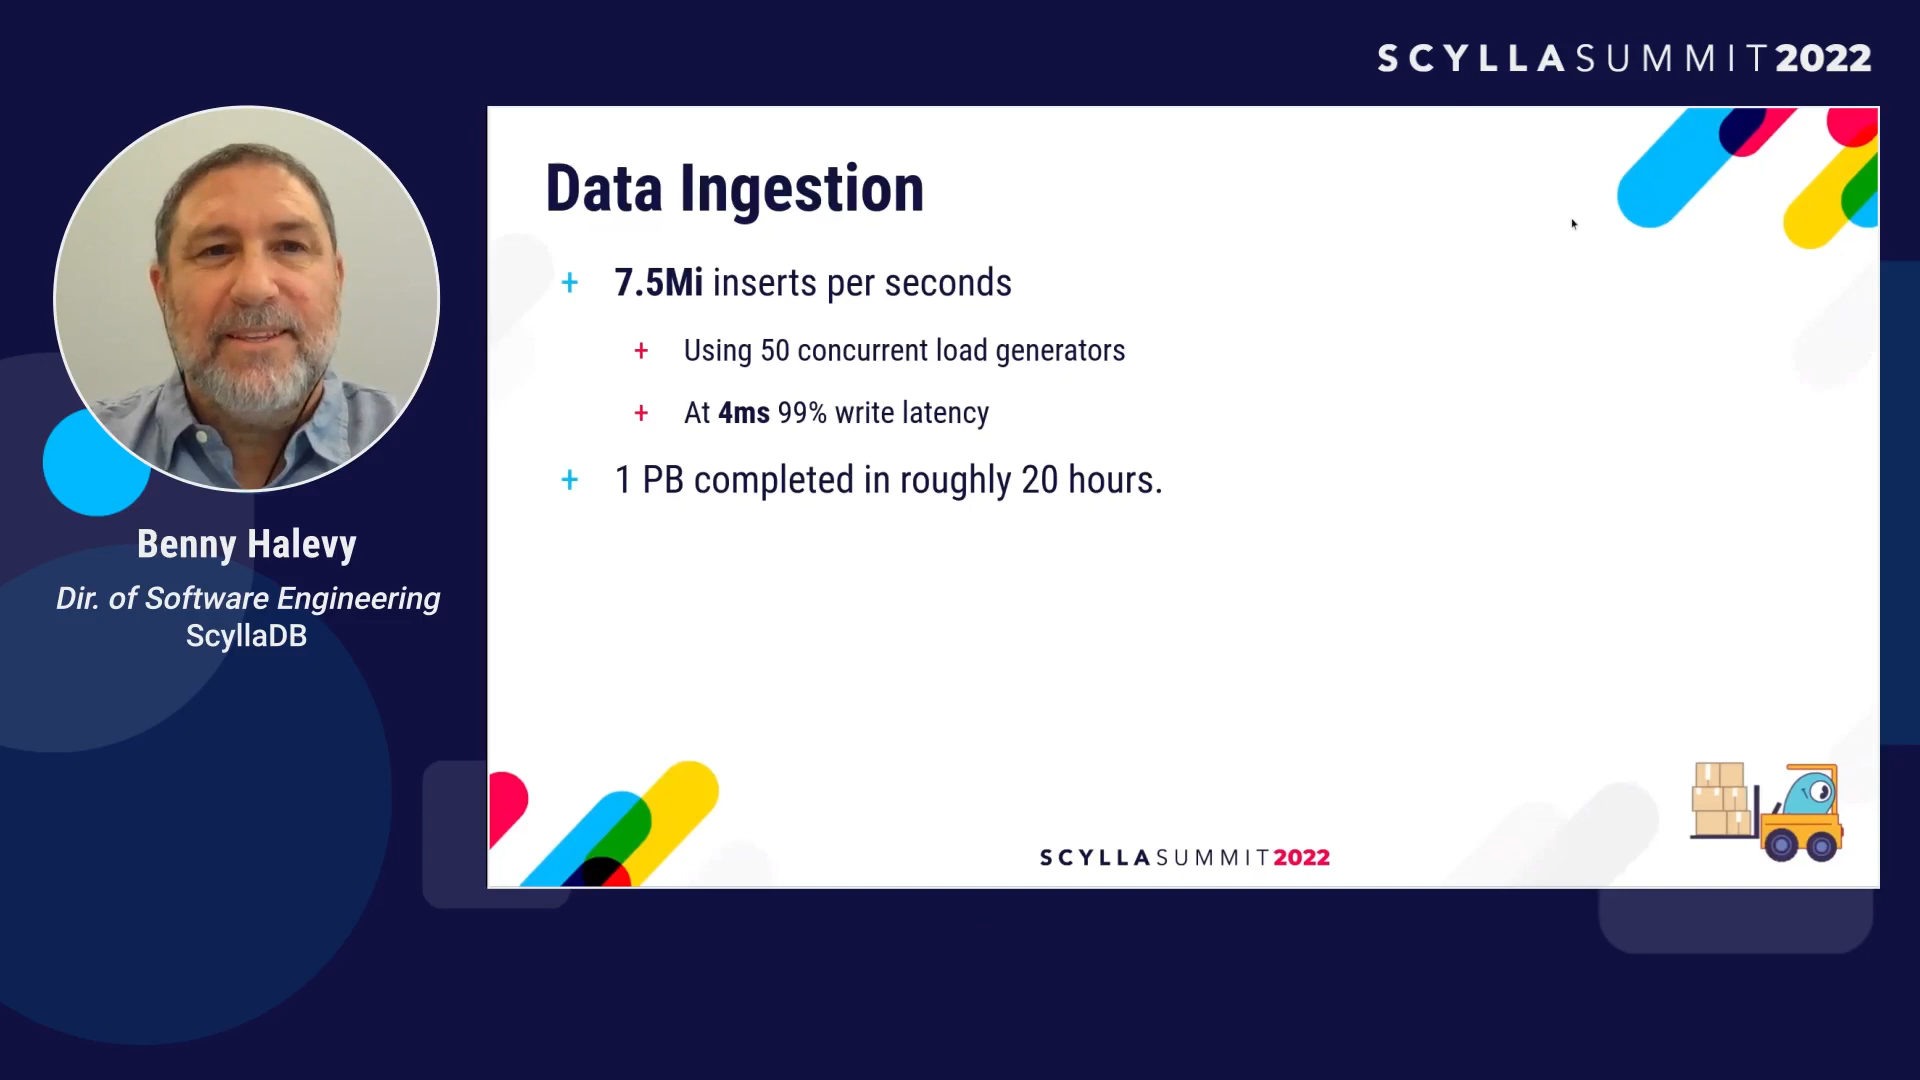 SCYLLASUMMIT2022
Data Ingestion
+ 7.5Mi inserts per seconds
+ Using 50 concurrent load generators
+ At 4ms 99% write latency
+ 1 PB completed in roughly 20 hours.
Benny Halevy
Dir. of Software Engineering
ScyllaDB
SCYLLASUMMIT2022